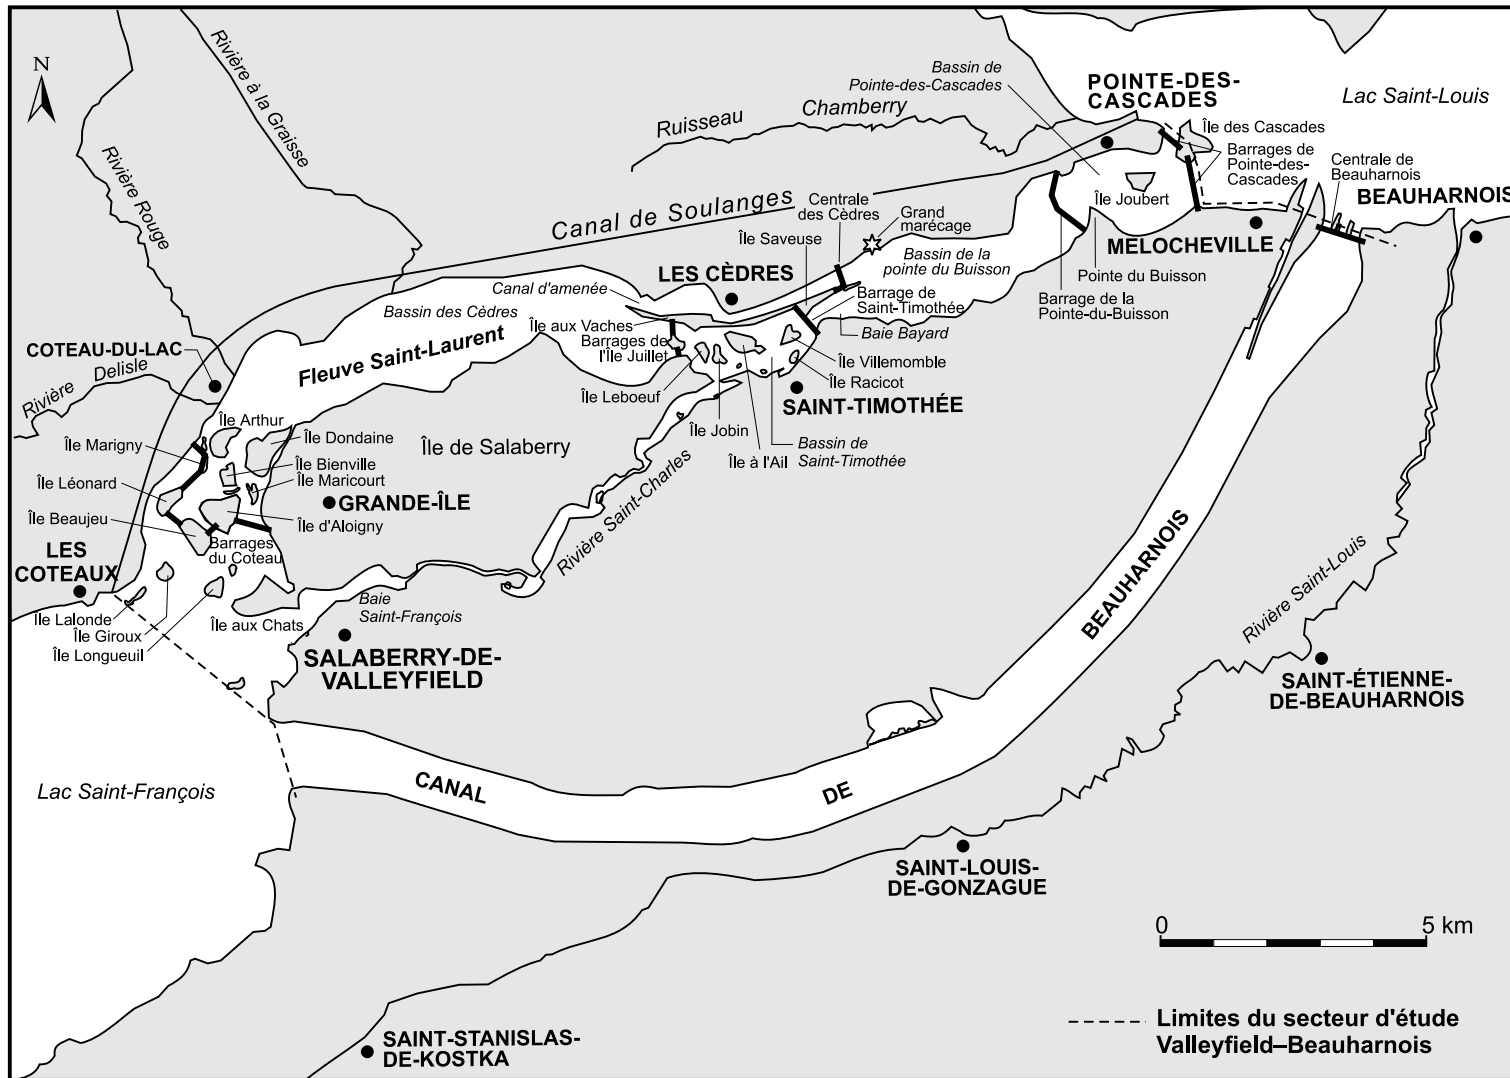 N
Rivière à la Graisse
Rivière Rouge
Rivière Delisle
COTEAU-DU-LAC
Bassin de
Pointe-des-Cascades
Ruisseau Chamberry
POINTE-DES-
CASCADES
Lac Saint-Louis
Île des Cascades
Barrages de
Pointe-des-
Cascades
Centrale de
Beauharnois
BEAUHARNOIS
Île Joubert
MELOCHEVILLE
Pointe du Buisson
Barrage de la
Pointe-du-Buisson
Canal de Soulanges
Centrale
des Cèdres
Grand
marécage
Île Saveuse
Bassin de la
pointe du Buisson
LES CÈDRES
Canal d'amenée
Bassin des Cèdres
Fleuve Saint-Laurent
Île aux Vaches
Barrages de
l'Île Juillet
Barrage de
Saint-Timothée
Baie Bayard
Île Villemomble
Île Racicot
Île Leboeuf
SAINT-TIMOTHÉE
Île Jobin
Île à l'Ail
Bassin de
Saint-Timothée
Île Arthur
Île Marigny
Île Dondaine
Île de Salaberry
Île Bienville
Île Maricourt
Île Léonard
GRANDE-ÎLE
Île Beaujeu
Île d'Aloigny
Barrages
du Coteau
LES
COTEAUX
Rivière Saint-Charles
Île Lalonde
Île Giroux
Île Longueuil
Île aux Chats
Baie
Saint-François
SALABERRY-DE-
VALLEYFIELD
Lac Saint-François
CANAL DE BEAUHARNOIS
Rivière Saint-Louis
SAINT-ÉTIENNE-
DE-BEAUHARNOIS
SAINT-LOUIS-
DE-GONZAGUE
SAINT-STANISLAS-
DE-KOSTKA
0 5 km
Limites du secteur d'étude
Valleyfield–Beauharnois